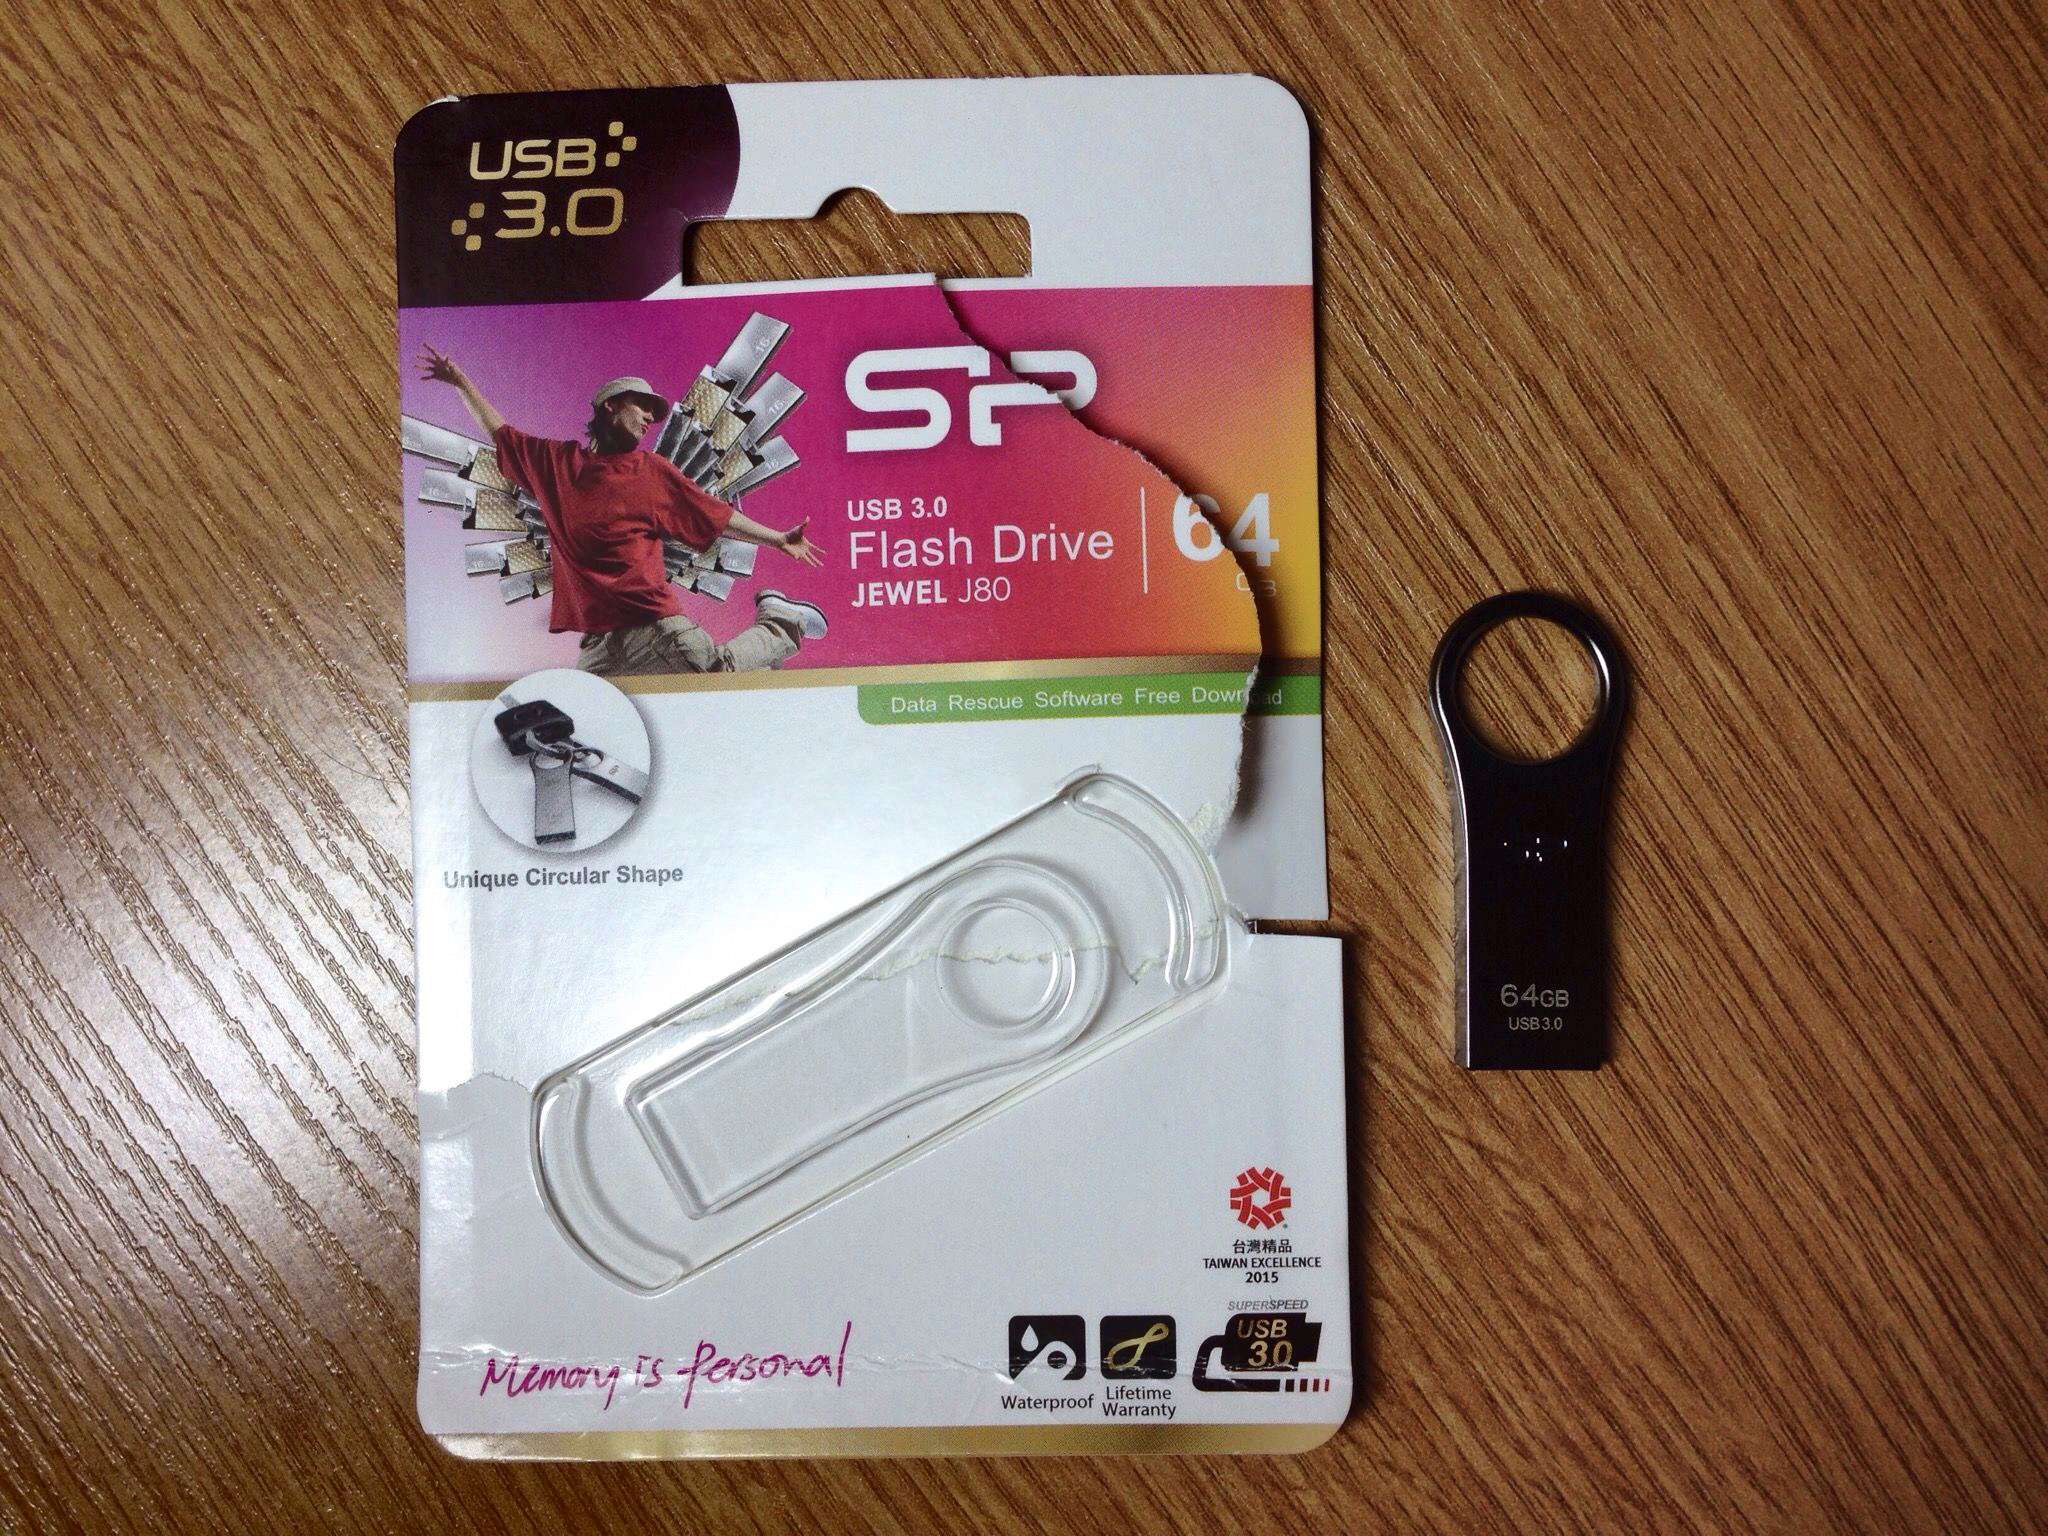 USB
3.0
SP
USB 3.0
Flash Drive
JEWEL J80
64
GB
Data Rescue Software Free Download
Unique Circular Shape
64GB
USB 3.0
台灣精品
TAIWAN EXCELLENCE
2015
SUPERSPEED
USB
3.0
Memory is Personal
Waterproof
Lifetime
Warranty